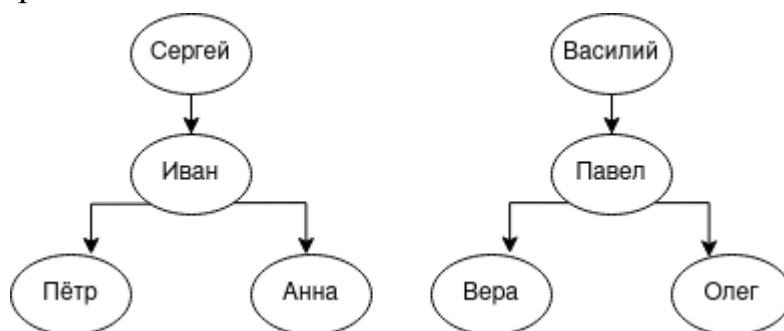 Сергей Василий
Иван Павел
Пётр Анна Вера Олег